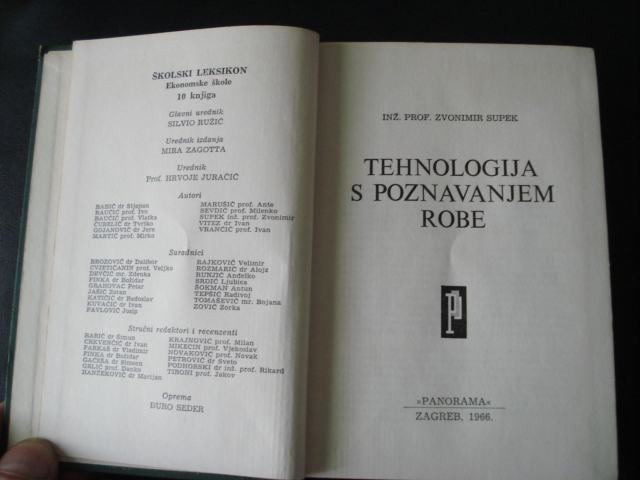 ŠKOLSKI LEKSIKON
Ekonomske škole
10 knjiga
Glavni urednik
SILVIO RUŽIĆ
Urednik izdanja
MIRA ZAGOTTA
Urednik
Prof. HRVOJE JURAČIĆ
Autori
BABIĆ dr Stjepan
BAUČIĆ prof. Ivo
BAUČIĆ prof. Vlatka
ČUBELIĆ dr Tvrtko
GOJANOVIĆ dr Jere
MARTIĆ prof. Mirko
MARUŠIĆ prof. Ante
SEVDIĆ prof. Milenko
SUPEK inž. prof. Zvonimir
VITEZ dr Ivan
VRANČIĆ prof. Ivan
Suradnici
BROZOVIĆ dr Dalibor
CVJETIČANIN prof. Veljko
DEVČIĆ mr. Zdenka
FINKA dr Božidar
GRAHOVAC Petar
JAŠIĆ Zoran
KATIČIĆ dr Radoslav
KUVAČIĆ dr Ivan
PAVLOVIĆ Josip
RAJKOVIĆ Velimir
ROZMARIĆ dr Alojz
RUNJIĆ Anđelko
SRDIĆ Ljubica
ŠOKMAN Antun
TEPŠIĆ Radivoj
TOMAŠEVIĆ mr. Bojana
ZOVIĆ Zorka
Stručni redaktori i recenzenti
BABIĆ dr Šimun
CRKVENČIĆ dr Ivan
FARKAŠ dr Vladimir
FINKA dr Božidar
GAĆEŠA dr Simeon
GRLIĆ prof. Danko
HANŽEKOVIĆ dr Marijan
KRAJNOVIĆ prof. Milan
MIKECIN prof. Vjekoslav
NOVAKOVIĆ prof. Novak
PETROVIĆ dr Sveto
PODHORSKI dr inž. prof. Rikard
TIRONI prof. Jakov
Oprema
ĐURO SEDER
INŽ. PROF. ZVONIMIR SUPEK
TEHNOLOGIJA
S POZNAVANJEM
ROBE
»PANORAMA«
ZAGREB, 1966.